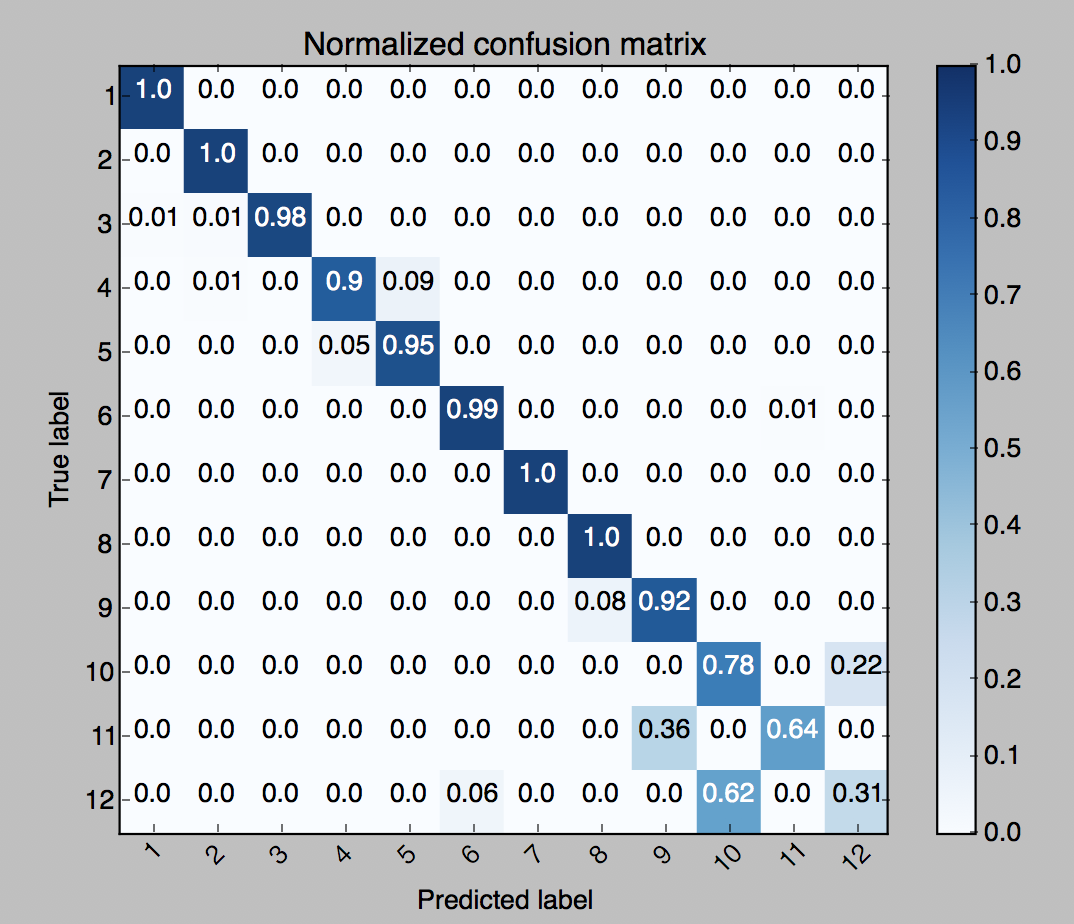 Normalized confusion matrix
1 1.0 0.0 0.0 0.0 0.0 0.0 0.0 0.0 0.0 0.0 0.0 0.0
2 0.0 1.0 0.0 0.0 0.0 0.0 0.0 0.0 0.0 0.0 0.0 0.0
3 0.01 0.01 0.98 0.0 0.0 0.0 0.0 0.0 0.0 0.0 0.0 0.0
4 0.0 0.01 0.0 0.9 0.09 0.0 0.0 0.0 0.0 0.0 0.0 0.0
5 0.0 0.0 0.0 0.05 0.95 0.0 0.0 0.0 0.0 0.0 0.0 0.0
6 0.0 0.0 0.0 0.0 0.0 0.99 0.0 0.0 0.0 0.0 0.01 0.0
7 0.0 0.0 0.0 0.0 0.0 0.0 1.0 0.0 0.0 0.0 0.0 0.0
8 0.0 0.0 0.0 0.0 0.0 0.0 0.0 1.0 0.0 0.0 0.0 0.0
9 0.0 0.0 0.0 0.0 0.0 0.0 0.0 0.08 0.92 0.0 0.0 0.0
10 0.0 0.0 0.0 0.0 0.0 0.0 0.0 0.0 0.0 0.78 0.0 0.22
11 0.0 0.0 0.0 0.0 0.0 0.0 0.0 0.0 0.36 0.0 0.64 0.0
12 0.0 0.0 0.0 0.0 0.0 0.06 0.0 0.0 0.0 0.62 0.0 0.31
1 2 3 4 5 6 7 8 9 10 11 12
Predicted label
True label
1.0
0.9
0.8
0.7
0.6
0.5
0.4
0.3
0.2
0.1
0.0